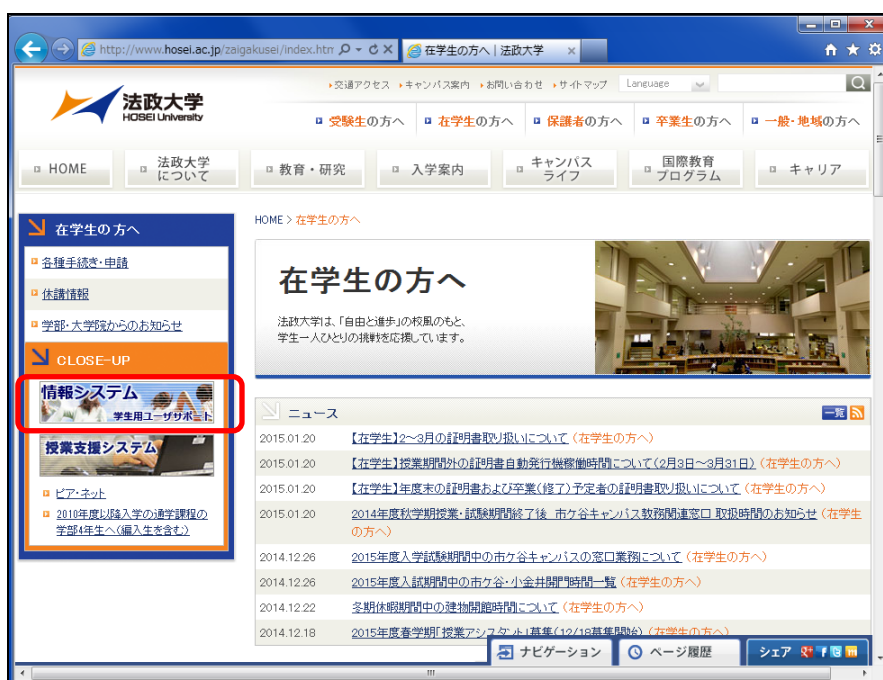 http://www.hosei.ac.jp/zaigakusei/index.htm
在学生の方へ | 法政大学
交通アクセス キャンパス案内 お問い合わせ サイトマップ Language
法政大学
HOSEI University
受験生の方へ 在学生の方へ 保護者の方へ 卒業生の方へ 一般・地域の方へ
HOME
法政大学
について
教育・研究
入学案内
キャンパス
ライフ
国際教育
プログラム
キャリア
在学生の方へ
各種手続き・申請
休講情報
学部・大学院からのお知らせ
CLOSE-UP
情報システム
学生用ユーザサポート
授業支援システム
ピア・ネット
2010年度以降入学の通学課程の
学部4年生へ(編入生を含む)
HOME > 在学生の方へ
在学生の方へ
法政大学は、「自由と進歩」の校風のもと、
学生一人ひとりの挑戦を応援しています。
ニュース 一覧
2015.01.20 【在学生】2～3月の証明書取り扱いについて (在学生の方へ)
2015.01.20 【在学生】授業期間外の証明書自動発行機稼働時間について(2月3日～3月31日) (在学生の方へ)
2015.01.20 【在学生】年度末の証明書および卒業(修了)予定者の証明書取り扱いについて (在学生の方へ)
2015.01.20 2014年度秋学期授業・試験期間終了後 市ケ谷キャンパス教務関連窓口 取扱時間のお知らせ (在学生
の方へ)
2014.12.26 2015年度入学試験期間中の市ケ谷キャンパスの窓口業務について (在学生の方へ)
2014.12.26 2015年度入試期間中の市ケ谷・小金井開門時間一覧 (在学生の方へ)
2014.12.22 冬期休暇期間中の建物開館時間について (在学生の方へ)
2014.12.18 2015年度春学期「授業アシスタント」募集(12/18募集開始) (在学生の方へ)
ナビゲーション ページ履歴 シェア